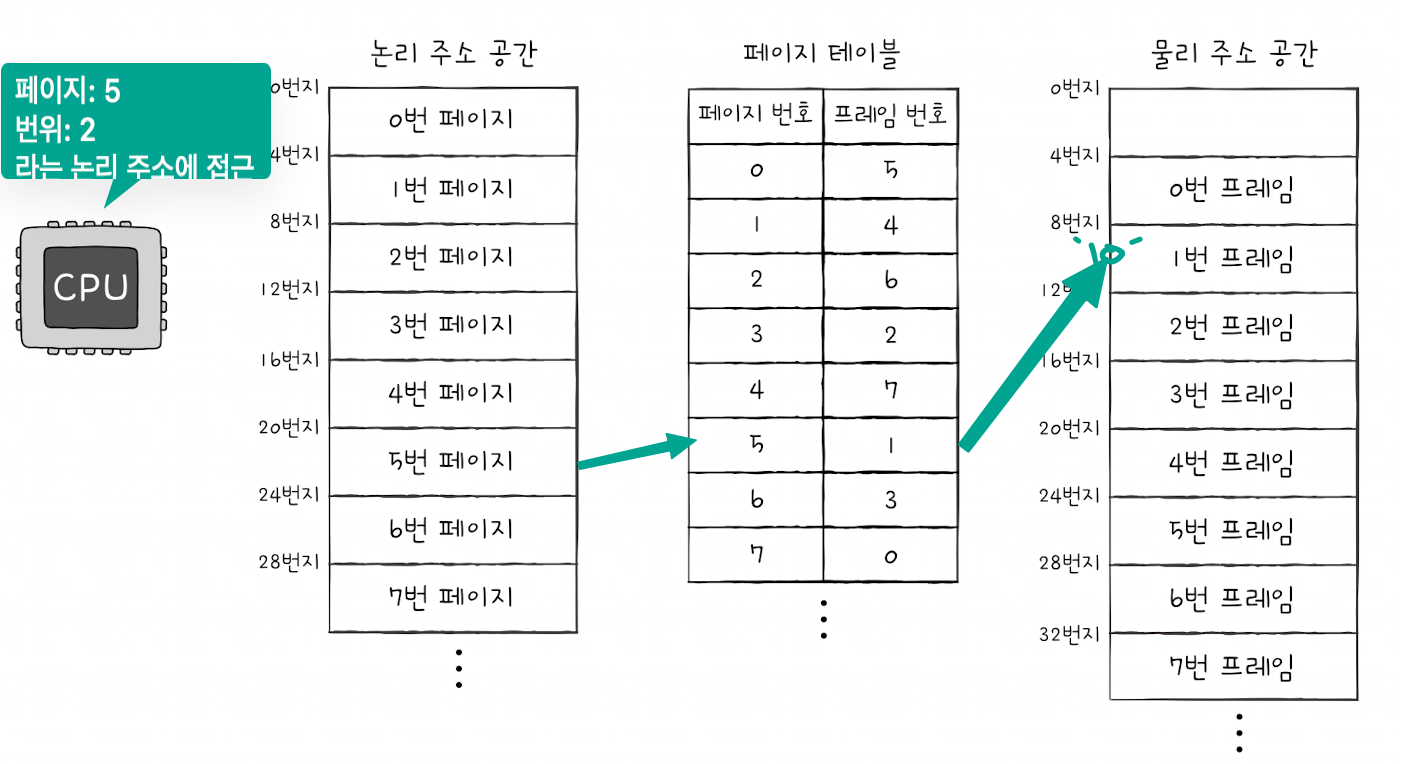 논리 주소 공간
페이지 테이블
물리 주소 공간
페이지: 5
번위: 2
라는 논리 주소에 접근
CPU
0번지
0번 페이지
4번지
1번 페이지
8번지
2번 페이지
12번지
3번 페이지
16번지
4번 페이지
20번지
5번 페이지
24번지
6번 페이지
28번지
7번 페이지
페이지 번호 프레임 번호
0 5
1 4
2 6
3 2
4 7
5 1
6 3
7 0
0번지
4번지
0번 프레임
8번지
1번 프레임
12번
2번 프레임
16번지
3번 프레임
20번지
4번 프레임
24번지
5번 프레임
28번지
6번 프레임
32번지
7번 프레임